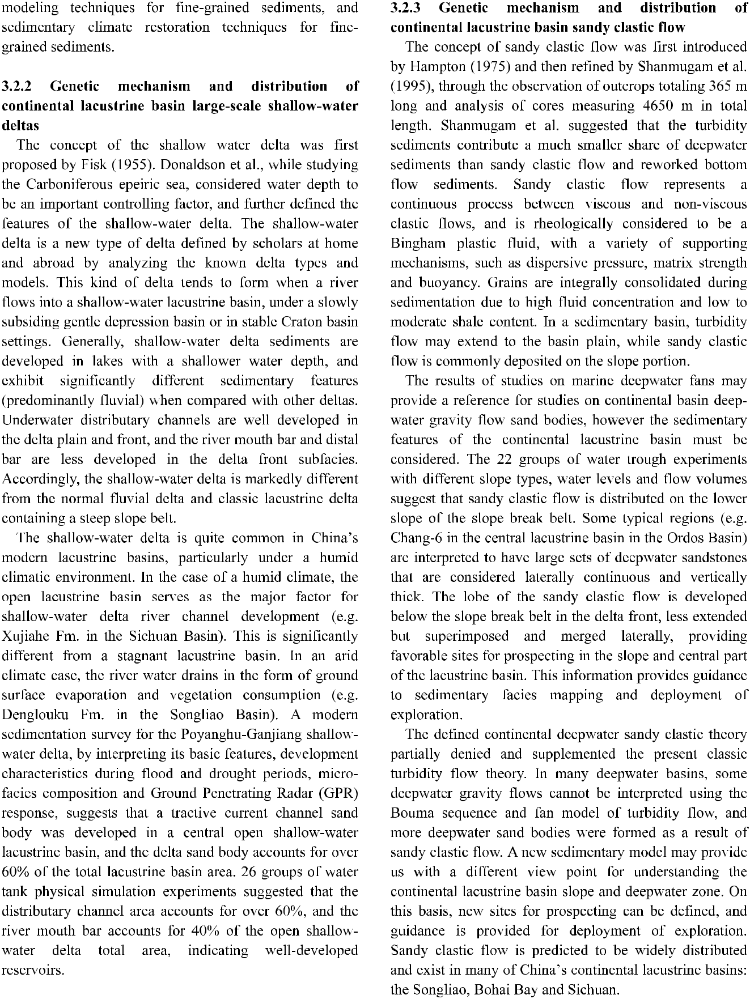 modeling techniques for fine-grained sediments, and
sedimentary climate restoration techniques for fine-
grained sediments.
3.2.2 Genetic mechanism and distribution of
continental lacustrine basin large-scale shallow-water
deltas
The concept of the shallow water delta was first
proposed by Fisk (1955). Donaldson et al., while studying
the Carboniferous epeiric sea, considered water depth to
be an important controlling factor, and further defined the
features of the shallow-water delta. The shallow-water
delta is a new type of delta defined by scholars at home
and abroad by analyzing the known delta types and
models. This kind of delta tends to form when a river
flows into a shallow-water lacustrine basin, under a slowly
subsiding gentle depression basin or in stable Craton basin
settings. Generally, shallow-water delta sediments are
developed in lakes with a shallower water depth, and
exhibit significantly different sedimentary features
(predominantly fluvial) when compared with other deltas.
Underwater distributary channels are well developed in
the delta plain and front, and the river mouth bar and distal
bar are less developed in the delta front subfacies.
Accordingly, the shallow-water delta is markedly different
from the normal fluvial delta and classic lacustrine delta
containing a steep slope belt.
The shallow-water delta is quite common in China's
modern lacustrine basins, particularly under a humid
climatic environment. In the case of a humid climate, the
open lacustrine basin serves as the major factor for
shallow-water delta river channel development (e.g.
Xujiahe Fm. in the Sichuan Basin). This is significantly
different from a stagnant lacustrine basin. In an arid
climate case, the river water drains in the form of ground
surface evaporation and vegetation consumption (e.g.
Denglouku Fm. in the Songliao Basin). A modern
sedimentation survey for the Poyanghu-Ganjiang shallow-
water delta, by interpreting its basic features, development
characteristics during flood and drought periods, micro-
facies composition and Ground Penetrating Radar (GPR)
response, suggests that a tractive current channel sand
body was developed in a central open shallow-water
lacustrine basin, and the delta sand body accounts for over
60% of the total lacustrine basin area. 26 groups of water
tank physical simulation experiments suggested that the
distributary channel area accounts for over 60%, and the
river mouth bar accounts for 40% of the open shallow-
water delta total area, indicating well-developed
reservoirs.
3.2.3 Genetic mechanism and distribution of
continental lacustrine basin sandy clastic flow
The concept of sandy clastic flow was first introduced
by Hampton (1975) and then refined by Shanmugam et al.
(1995), through the observation of outcrops totaling 365 m
long and analysis of cores measuring 4650 m in total
length. Shanmugam et al. suggested that the turbidity
sediments contribute a much smaller share of deepwater
sediments than sandy clastic flow and reworked bottom
flow sediments. Sandy clastic flow represents a
continuous process between viscous and non-viscous
clastic flows, and is rheologically considered to be a
Bingham plastic fluid, with a variety of supporting
mechanisms, such as dispersive pressure, matrix strength
and buoyancy. Grains are integrally consolidated during
sedimentation due to high fluid concentration and low to
moderate shale content. In a sedimentary basin, turbidity
flow may extend to the basin plain, while sandy clastic
flow is commonly deposited on the slope portion.
The results of studies on marine deepwater fans may
provide a reference for studies on continental basin deep-
water gravity flow sand bodies, however the sedimentary
features of the continental lacustrine basin must be
considered. The 22 groups of water trough experiments
with different slope types, water levels and flow volumes
suggest that sandy clastic flow is distributed on the lower
slope of the slope break belt. Some typical regions (e.g.
Chang-6 in the central lacustrine basin in the Ordos Basin)
are interpreted to have large sets of deepwater sandstones
that are considered laterally continuous and vertically
thick. The lobe of the sandy clastic flow is developed
below the slope break belt in the delta front, less extended
but superimposed and merged laterally, providing
favorable sites for prospecting in the slope and central part
of the lacustrine basin. This information provides guidance
to sedimentary facies mapping and deployment of
exploration.
The defined continental deepwater sandy clastic theory
partially denied and supplemented the present classic
turbidity flow theory. In many deepwater basins, some
deepwater gravity flows cannot be interpreted using the
Bouma sequence and fan model of turbidity flow, and
more deepwater sand bodies were formed as a result of
sandy clastic flow. A new sedimentary model may provide
us with a different view point for understanding the
continental lacustrine basin slope and deepwater zone. On
this basis, new sites for prospecting can be defined, and
guidance is provided for deployment of exploration.
Sandy clastic flow is predicted to be widely distributed
and exist in many of China's continental lacustrine basins:
the Songliao, Bohai Bay and Sichuan.